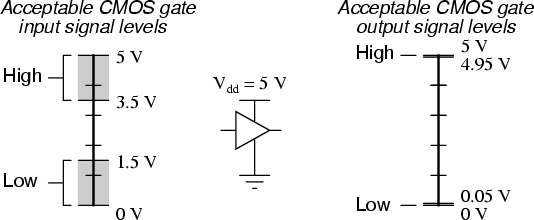 Acceptable CMOS gate
input signal levels
High
5 V
3.5 V
1.5 V
Low
0 V
Vdd = 5 V
Acceptable CMOS gate
output signal levels
High
5 V
4.95 V
0.05 V
Low
0 V